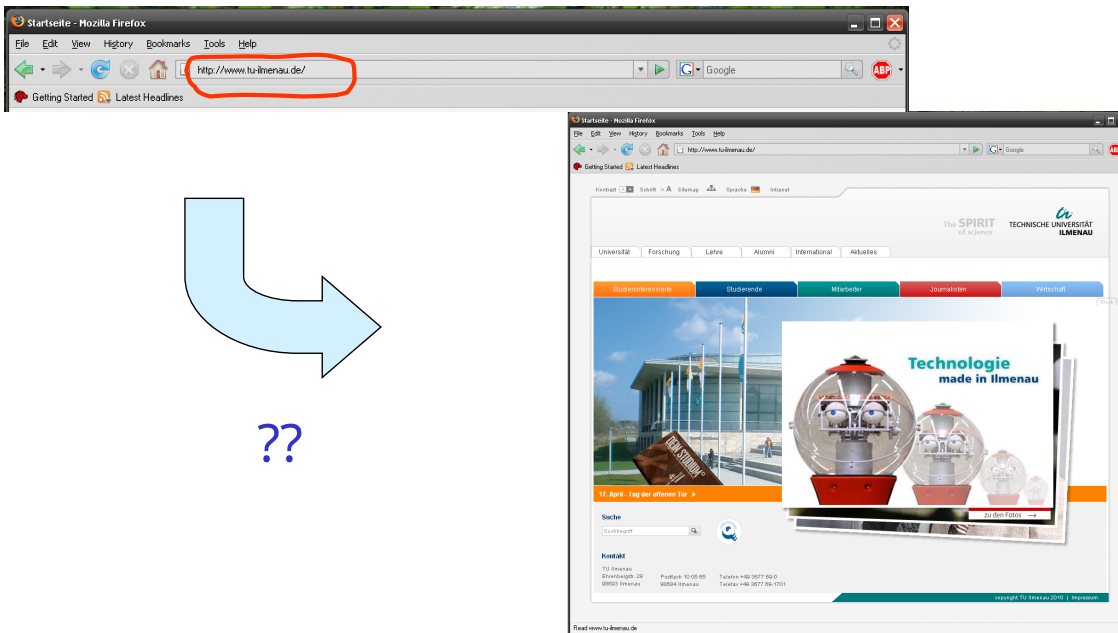 Startseite - Mozilla Firefox
File Edit View History Bookmarks Tools Help
http://www.tu-ilmenau.de/
G Google
ABP
Getting Started Latest Headlines
??
Startseite - Mozilla Firefox
File Edit View History Bookmarks Tools Help
http://www.tu-ilmenau.de/
G Google
Getting Started Latest Headlines
Kontrast Schrift A A Sitemap Sprache Intranet
The SPIRIT of science
TECHNISCHE UNIVERSITÄT
ILMENAU
Universität Forschung Lehre Alumni International Aktuelles
Studieninteressierte Studierende Mitarbeiter Journalisten Wirtschaft
Technologie
made in Ilmenau
DEIN STUDIUM
17. April - Tag der offenen Tür
zu den Fotos →
Suche
Suchbegriff
Kontakt
TU Ilmenau
Ehrenbergstr. 29 Postfach 10 05 65 Telefon +49 3677 69-0
98693 Ilmenau 98684 Ilmenau Telefax +49 3677 69-1701
copyright TU Ilmenau 2010 | Impressum
Read www.tu-ilmenau.de